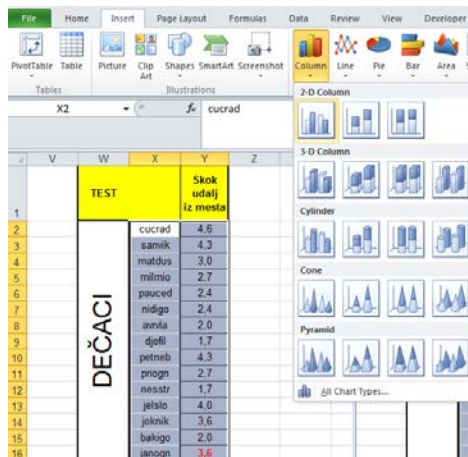 File Home Insert Page Layout Formulas Data Review View Developer
PivotTable Table Picture Clip Art Shapes SmartArt Screenshot Column Line Pie Bar Area
Tables Illustrations
X2 fx cucrad
2-D Column
3-D Column
Cylinder
Cone
Pyramid
All Chart Types...
V W X Y Z
1 TEST Skok udalj iz mesta
DEČACI
2 cucrad 4,6
3 sanvik 4,3
4 matdus 3,0
5 milmio 2,7
6 pauced 2,4
7 nidigo 2,4
8 avnvla 2,0
9 djofil 1,7
10 petneb 4,3
11 priogn 2,7
12 nesstr 1,7
13 jelslo 4,0
14 joknik 3,6
15 bakigo 2,0
16 janogn 3,6